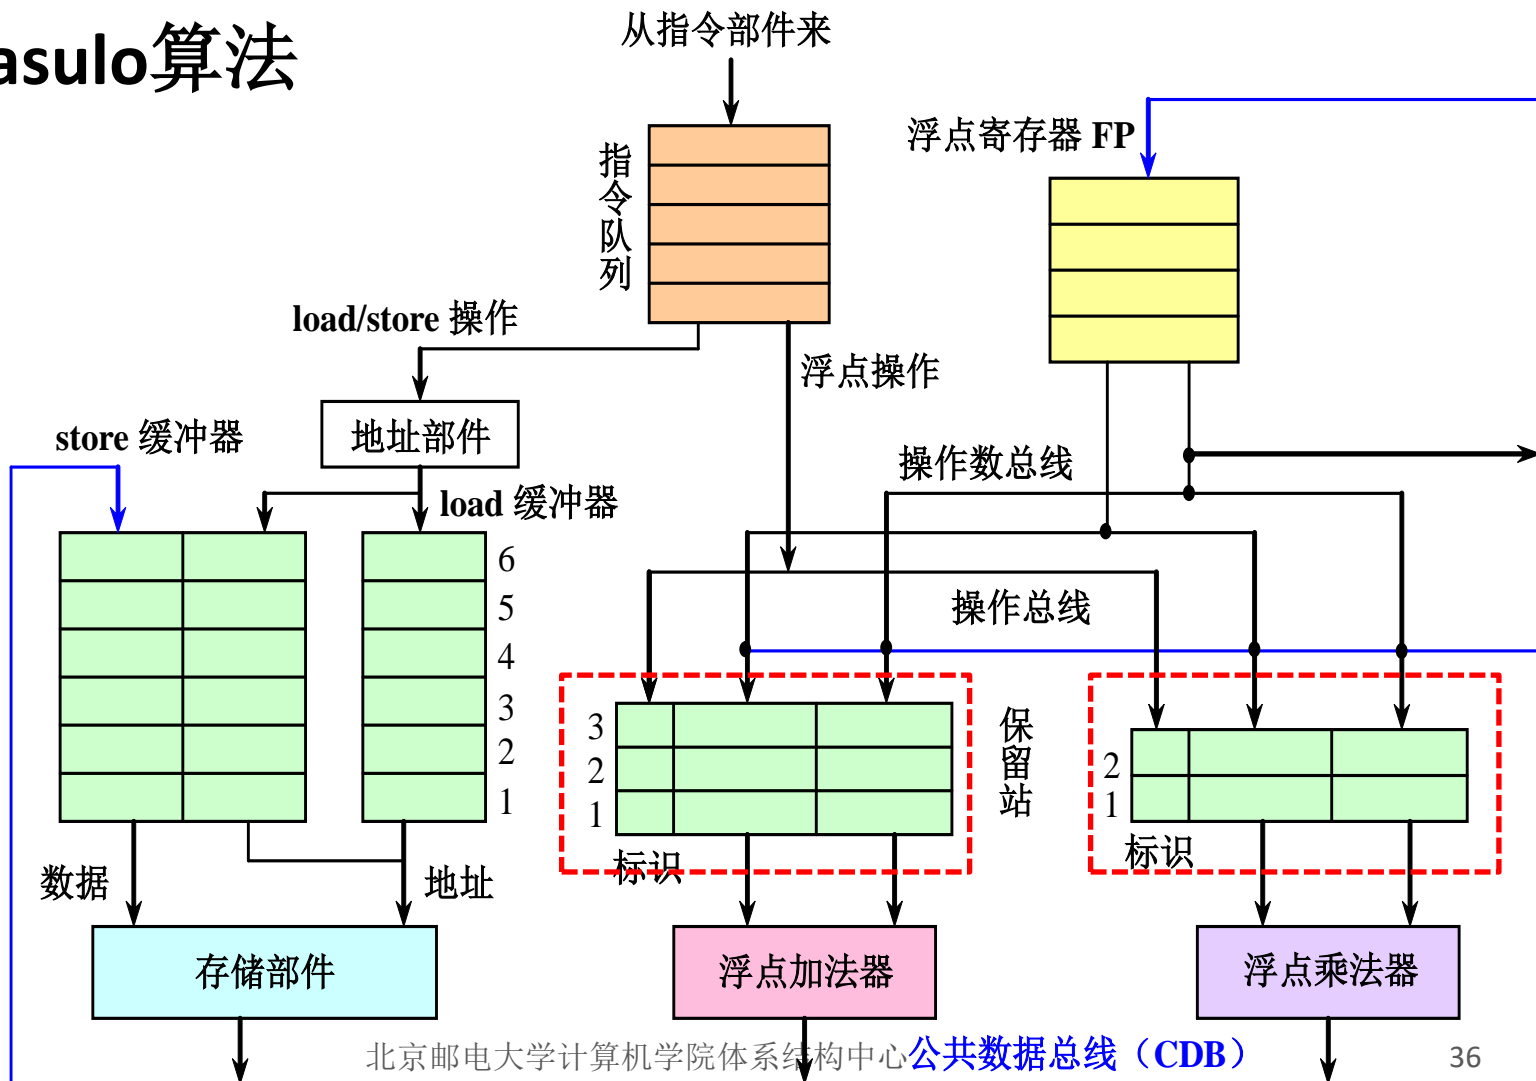 asulo算法
从指令部件来
浮点寄存器 FP
指令队列
load/store 操作
浮点操作
地址部件
store 缓冲器
操作数总线
load 缓冲器
6
5
4
3
2
1
操作总线
3
2
1
保留站
2
1
标识
标识
数据
地址
存储部件
浮点加法器
浮点乘法器
北京邮电大学计算机学院体系结构中心
公共数据总线（CDB）
36